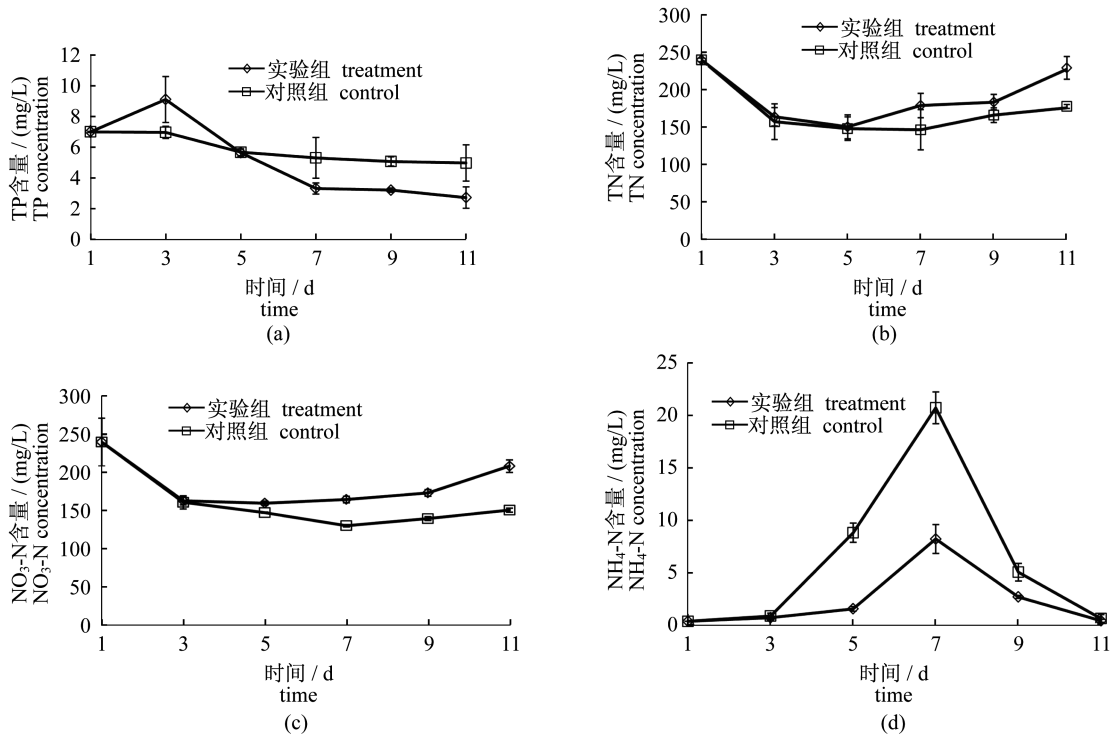 TP含量 / (mg/L)
TP concentration
12
10
8
6
4
2
0
实验组 treatment
对照组 control
1 3 5 7 9 11
时间 / d
time
(a)
TN含量 / (mg/L)
TN concentration
300
250
200
150
100
50
0
实验组 treatment
对照组 control
1 3 5 7 9 11
时间 / d
time
(b)
NO₃-N含量 / (mg/L)
NO₃-N concentration
300
250
200
150
100
50
0
实验组 treatment
对照组 control
1 3 5 7 9 11
时间 / d
time
(c)
NH₄-N含量 / (mg/L)
NH₄-N concentration
25
20
15
10
5
0
实验组 treatment
对照组 control
1 3 5 7 9 11
时间 / d
time
(d)